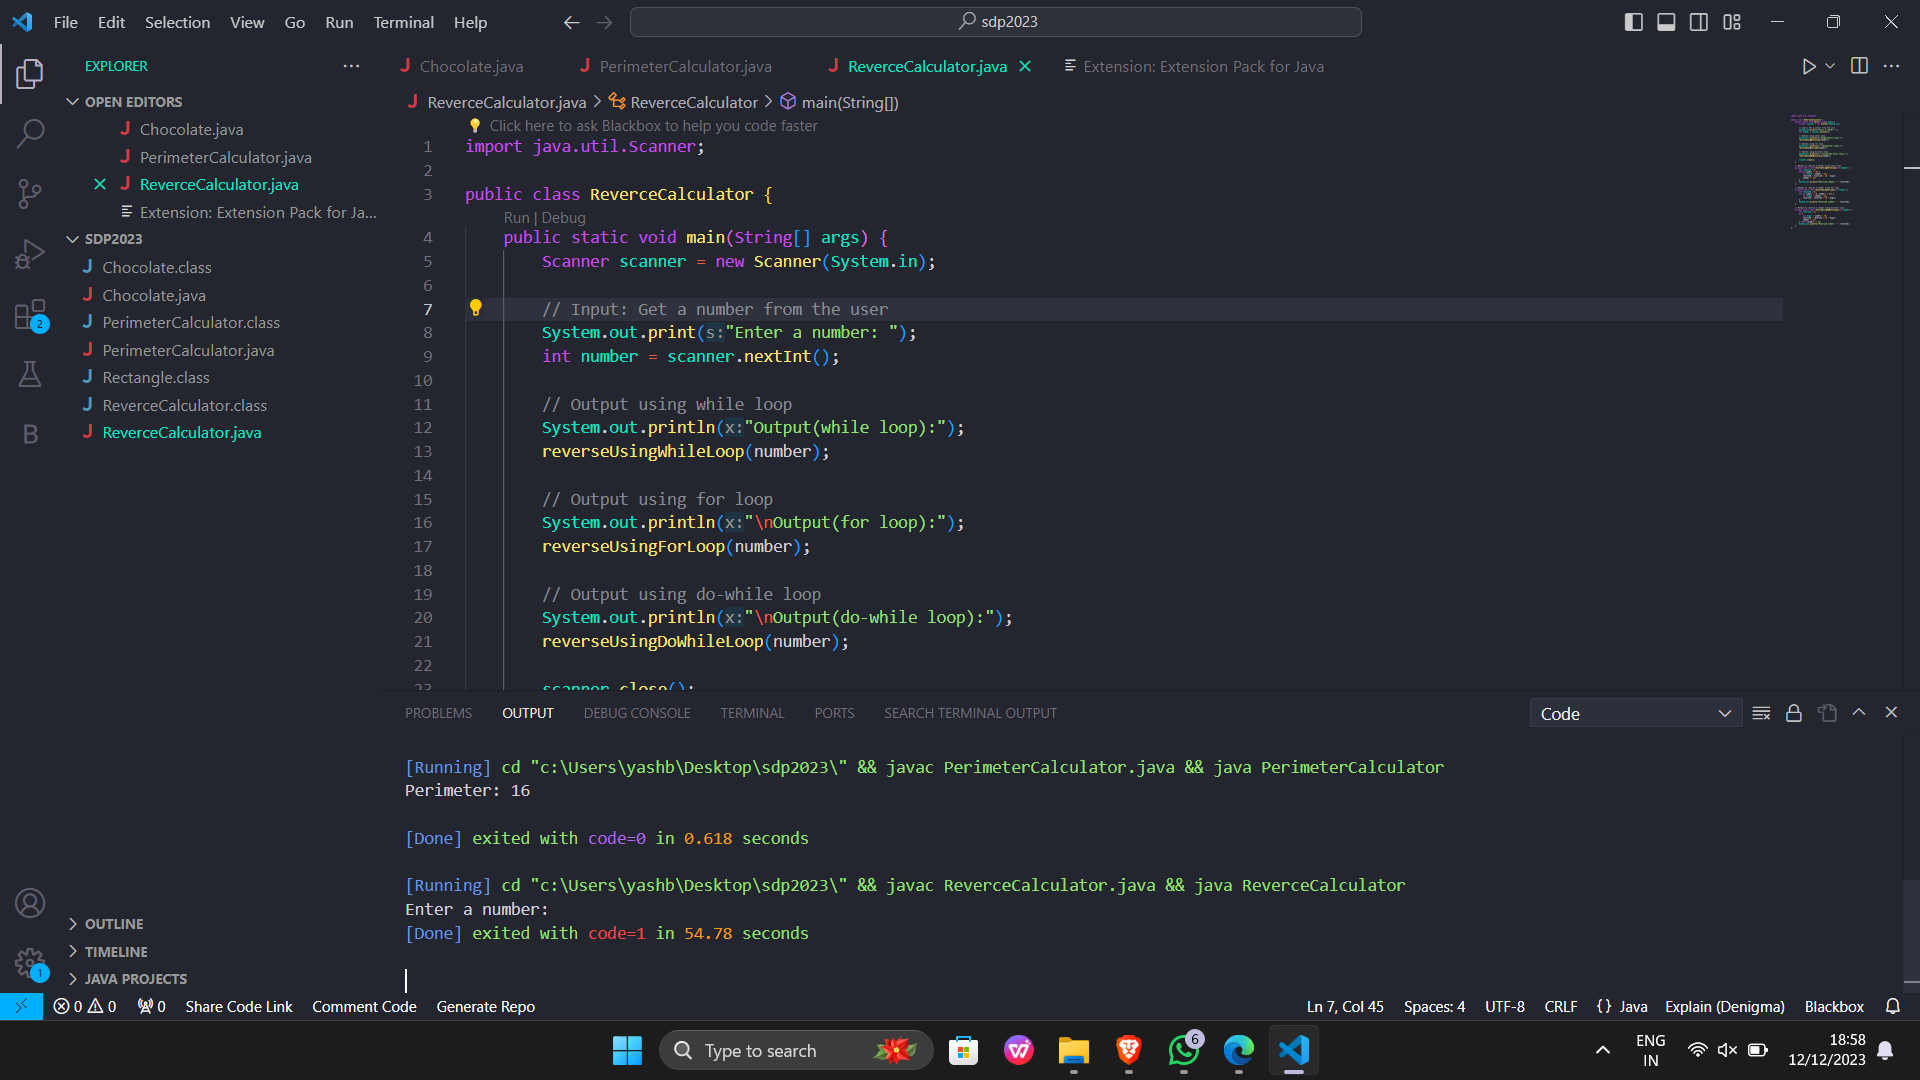 File Edit Selection View Go Run Terminal Help
sdp2023
EXPLORER
OPEN EDITORS
Chocolate.java
PerimeterCalculator.java
ReverceCalculator.java
Extension: Extension Pack for Ja...
SDP2023
Chocolate.class
Chocolate.java
PerimeterCalculator.class
PerimeterCalculator.java
Rectangle.class
ReverceCalculator.class
ReverceCalculator.java
2
B
OUTLINE
TIMELINE
JAVA PROJECTS
1
Chocolate.java PerimeterCalculator.java ReverceCalculator.java Extension: Extension Pack for Java
ReverceCalculator.java > ReverceCalculator > main(String[])
Click here to ask Blackbox to help you code faster
1 import java.util.Scanner;
2
3 public class ReverceCalculator {
Run | Debug
4 public static void main(String[] args) {
5 Scanner scanner = new Scanner(System.in);
6
7 // Input: Get a number from the user
8 System.out.print(s:"Enter a number: ");
9 int number = scanner.nextInt();
10
11 // Output using while loop
12 System.out.println(x:"Output(while loop):");
13 reverseUsingWhileLoop(number);
14
15 // Output using for loop
16 System.out.println(x:"\nOutput(for loop):");
17 reverseUsingForLoop(number);
18
19 // Output using do-while loop
20 System.out.println(x:"\nOutput(do-while loop):");
21 reverseUsingDoWhileLoop(number);
22
23 scanner.close();
PROBLEMS OUTPUT DEBUG CONSOLE TERMINAL PORTS SEARCH TERMINAL OUTPUT
Code
[Running] cd "c:\Users\yashb\Desktop\sdp2023\" && javac PerimeterCalculator.java && java PerimeterCalculator
Perimeter: 16
[Done] exited with code=0 in 0.618 seconds
[Running] cd "c:\Users\yashb\Desktop\sdp2023\" && javac ReverceCalculator.java && java ReverceCalculator
Enter a number:
[Done] exited with code=1 in 54.78 seconds
0 0 0 Share Code Link Comment Code Generate Repo
Ln 7, Col 45 Spaces: 4 UTF-8 CRLF {} Java Explain (Denigma) Blackbox
Type to search
6
ENG
IN
18:58
12/12/2023